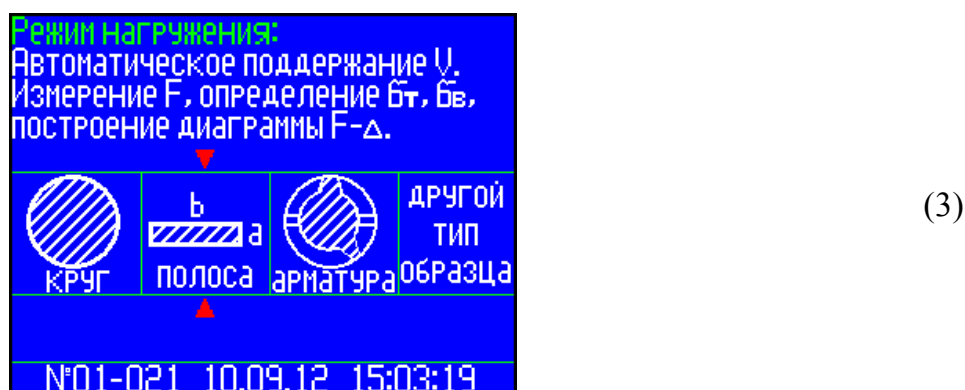 Режим нагружения:
Автоматическое поддержание V.
Измерение F, определение бт, бв,
построение диаграммы F-△.
b
a
круг
полоса
арматура
другой
тип
образца
(3)
№01-021 10.09.12 15:03:19